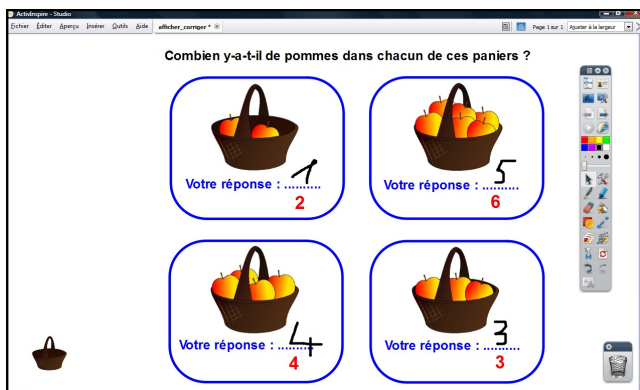 ActivInspire - Studio
Fichier Éditer Aperçu Insérer Outils Aide afficher_corriger * Page 1 sur 1 Ajuster à la largeur
Combien y-a-t-il de pommes dans chacun de ces paniers ?
Votre réponse : .......... 1
2
Votre réponse : .......... 5
6
Votre réponse : .......... 4
4
Votre réponse : .......... 3
3